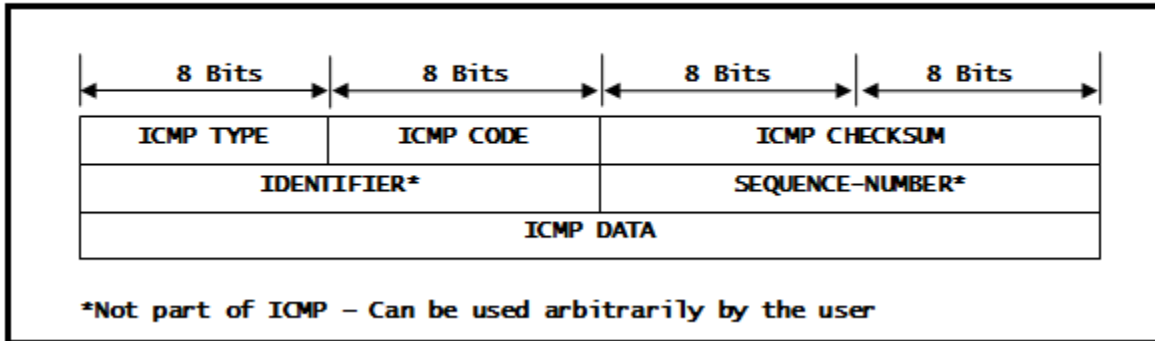 8 Bits 8 Bits 8 Bits 8 Bits
ICMP TYPE ICMP CODE ICMP CHECKSUM
IDENTIFIER* SEQUENCE-NUMBER*
ICMP DATA
*Not part of ICMP – Can be used arbitrarily by the user